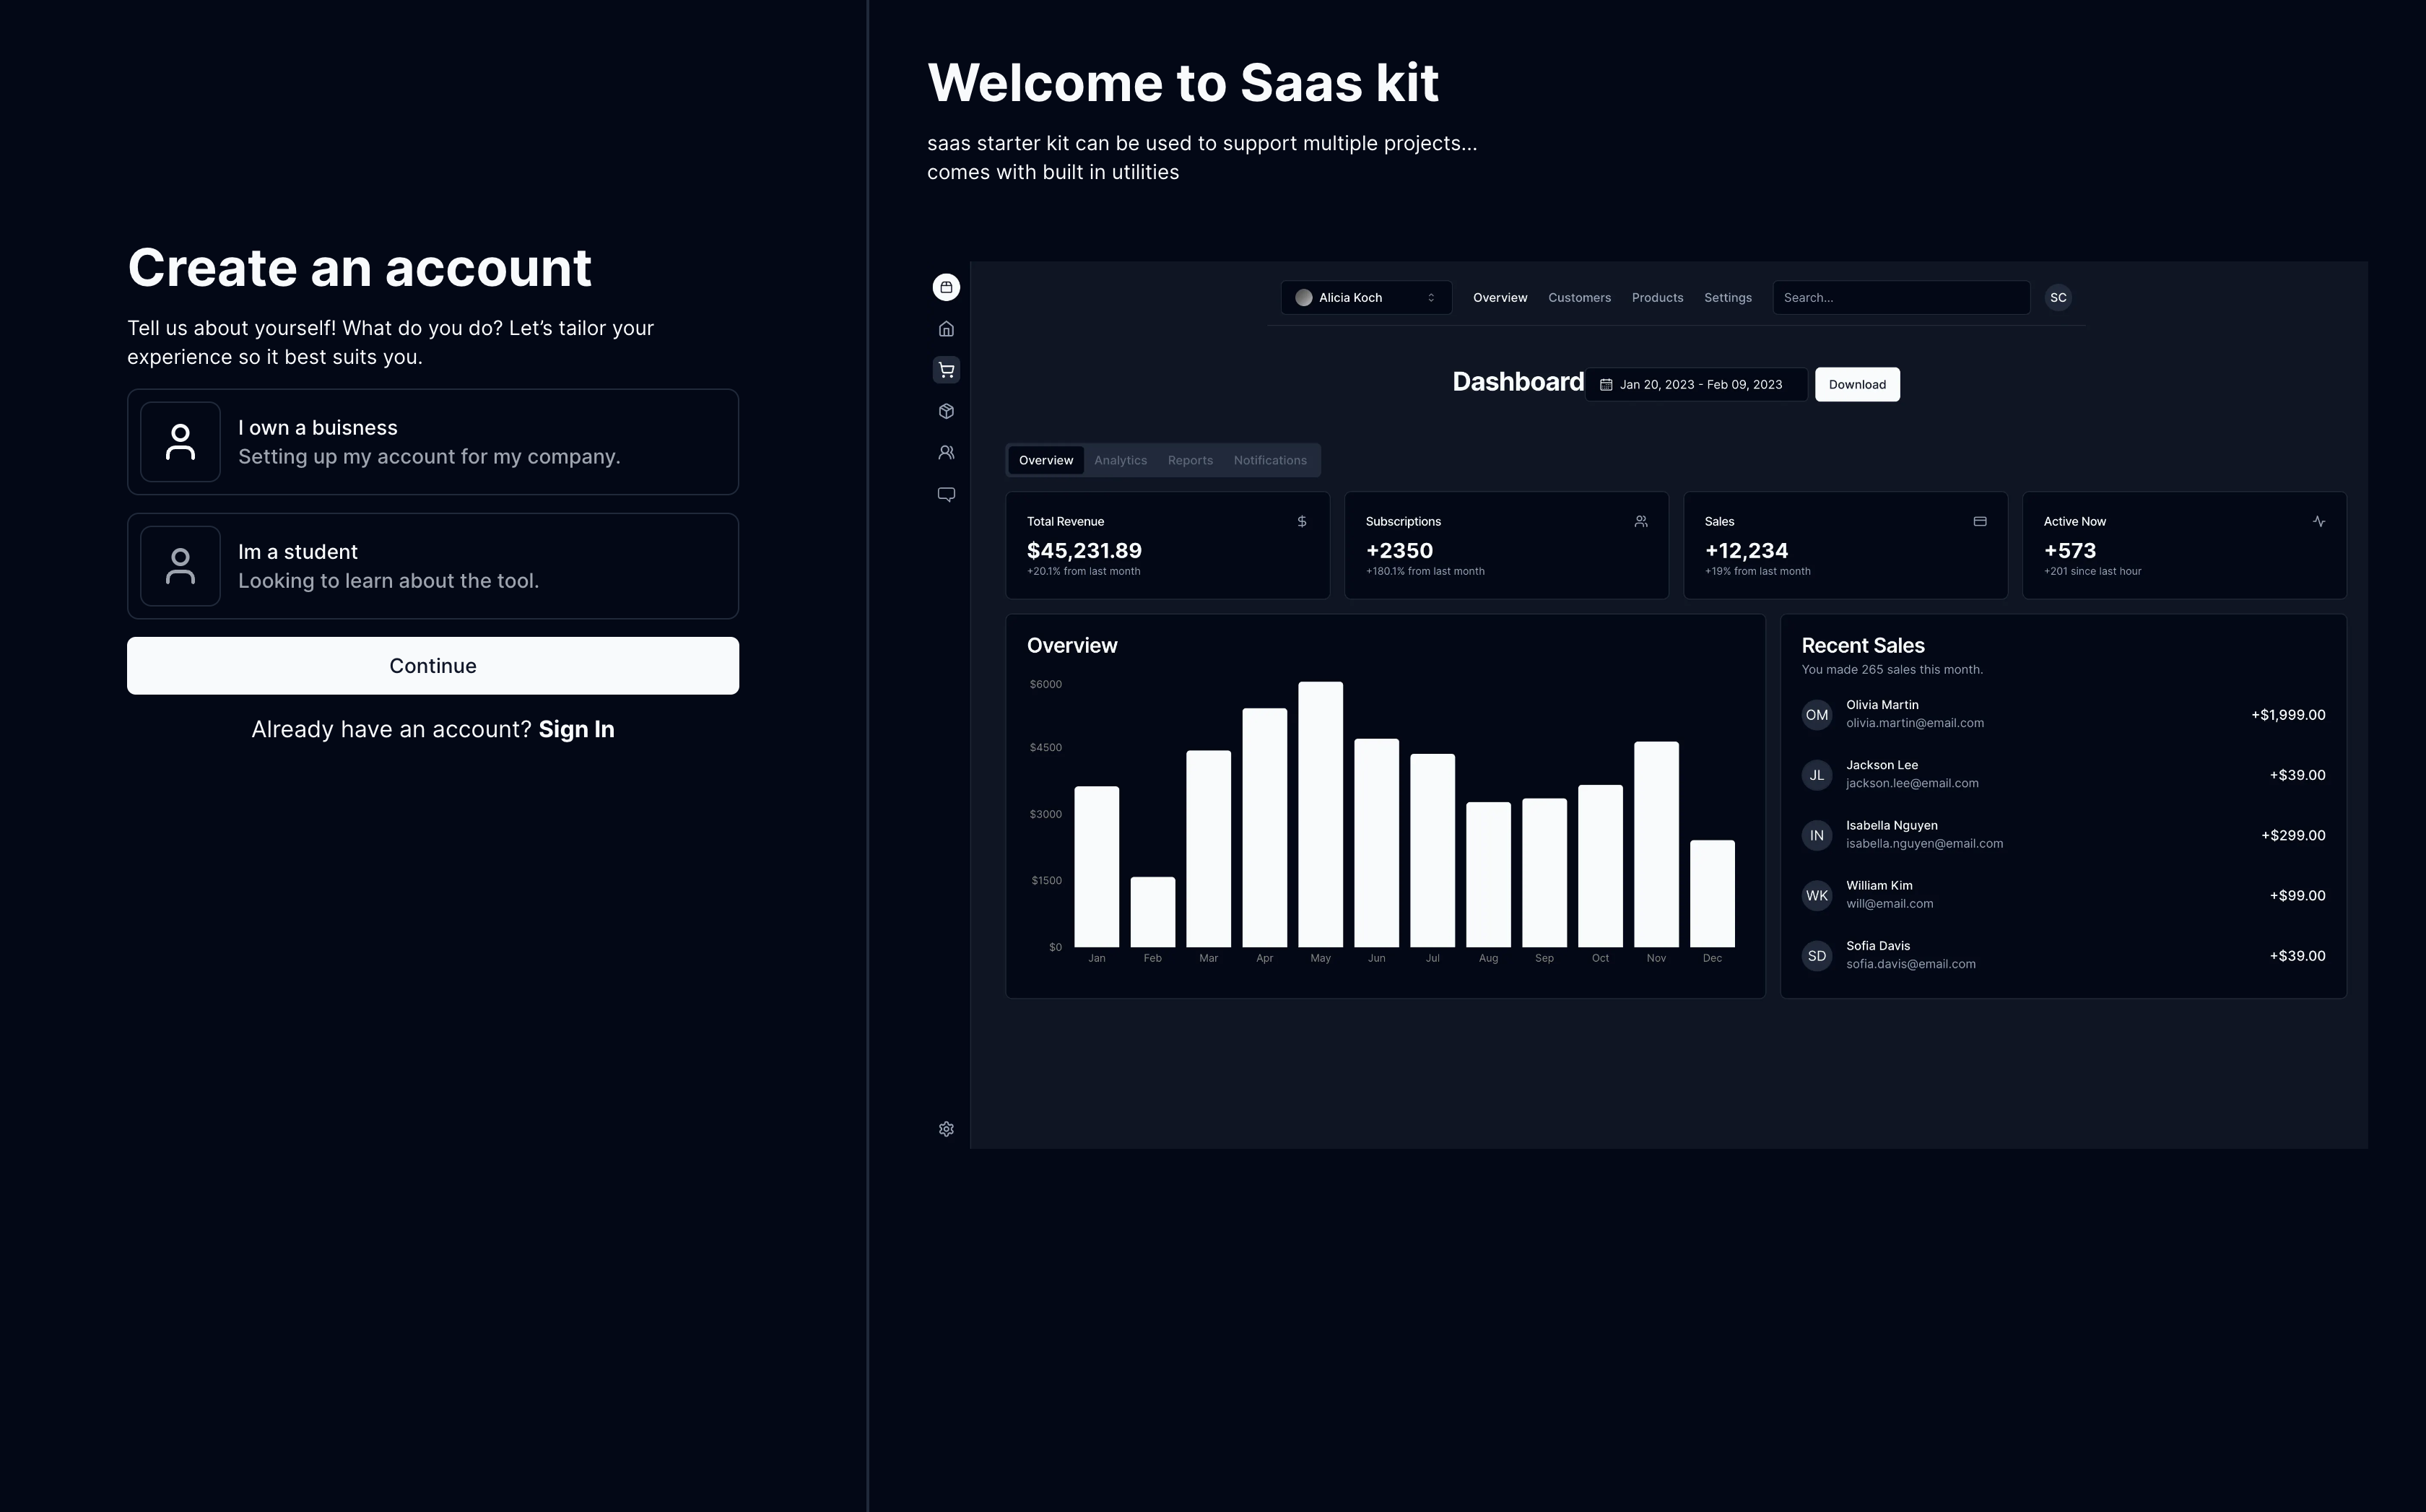 Create an account
Tell us about yourself! What do you do? Let’s tailor your
experience so it best suits you.
I own a buisness
Setting up my account for my company.
Im a student
Looking to learn about the tool.
Continue
Already have an account? Sign In
Welcome to Saas kit
saas starter kit can be used to support multiple projects...
comes with built in utilities
Alicia Koch
Overview
Customers
Products
Settings
Search...
SC
Dashboard
Jan 20, 2023 - Feb 09, 2023
Download
Overview
Analytics
Reports
Notifications
Total Revenue
$45,231.89
+20.1% from last month
Subscriptions
+2350
+180.1% from last month
Sales
+12,234
+19% from last month
Active Now
+573
+201 since last hour
Overview
$6000
$4500
$3000
$1500
$0
Jan
Feb
Mar
Apr
May
Jun
Jul
Aug
Sep
Oct
Nov
Dec
Recent Sales
You made 265 sales this month.
OM
Olivia Martin
olivia.martin@email.com
+$1,999.00
JL
Jackson Lee
jackson.lee@email.com
+$39.00
IN
Isabella Nguyen
isabella.nguyen@email.com
+$299.00
WK
William Kim
will@email.com
+$99.00
SD
Sofia Davis
sofia.davis@email.com
+$39.00